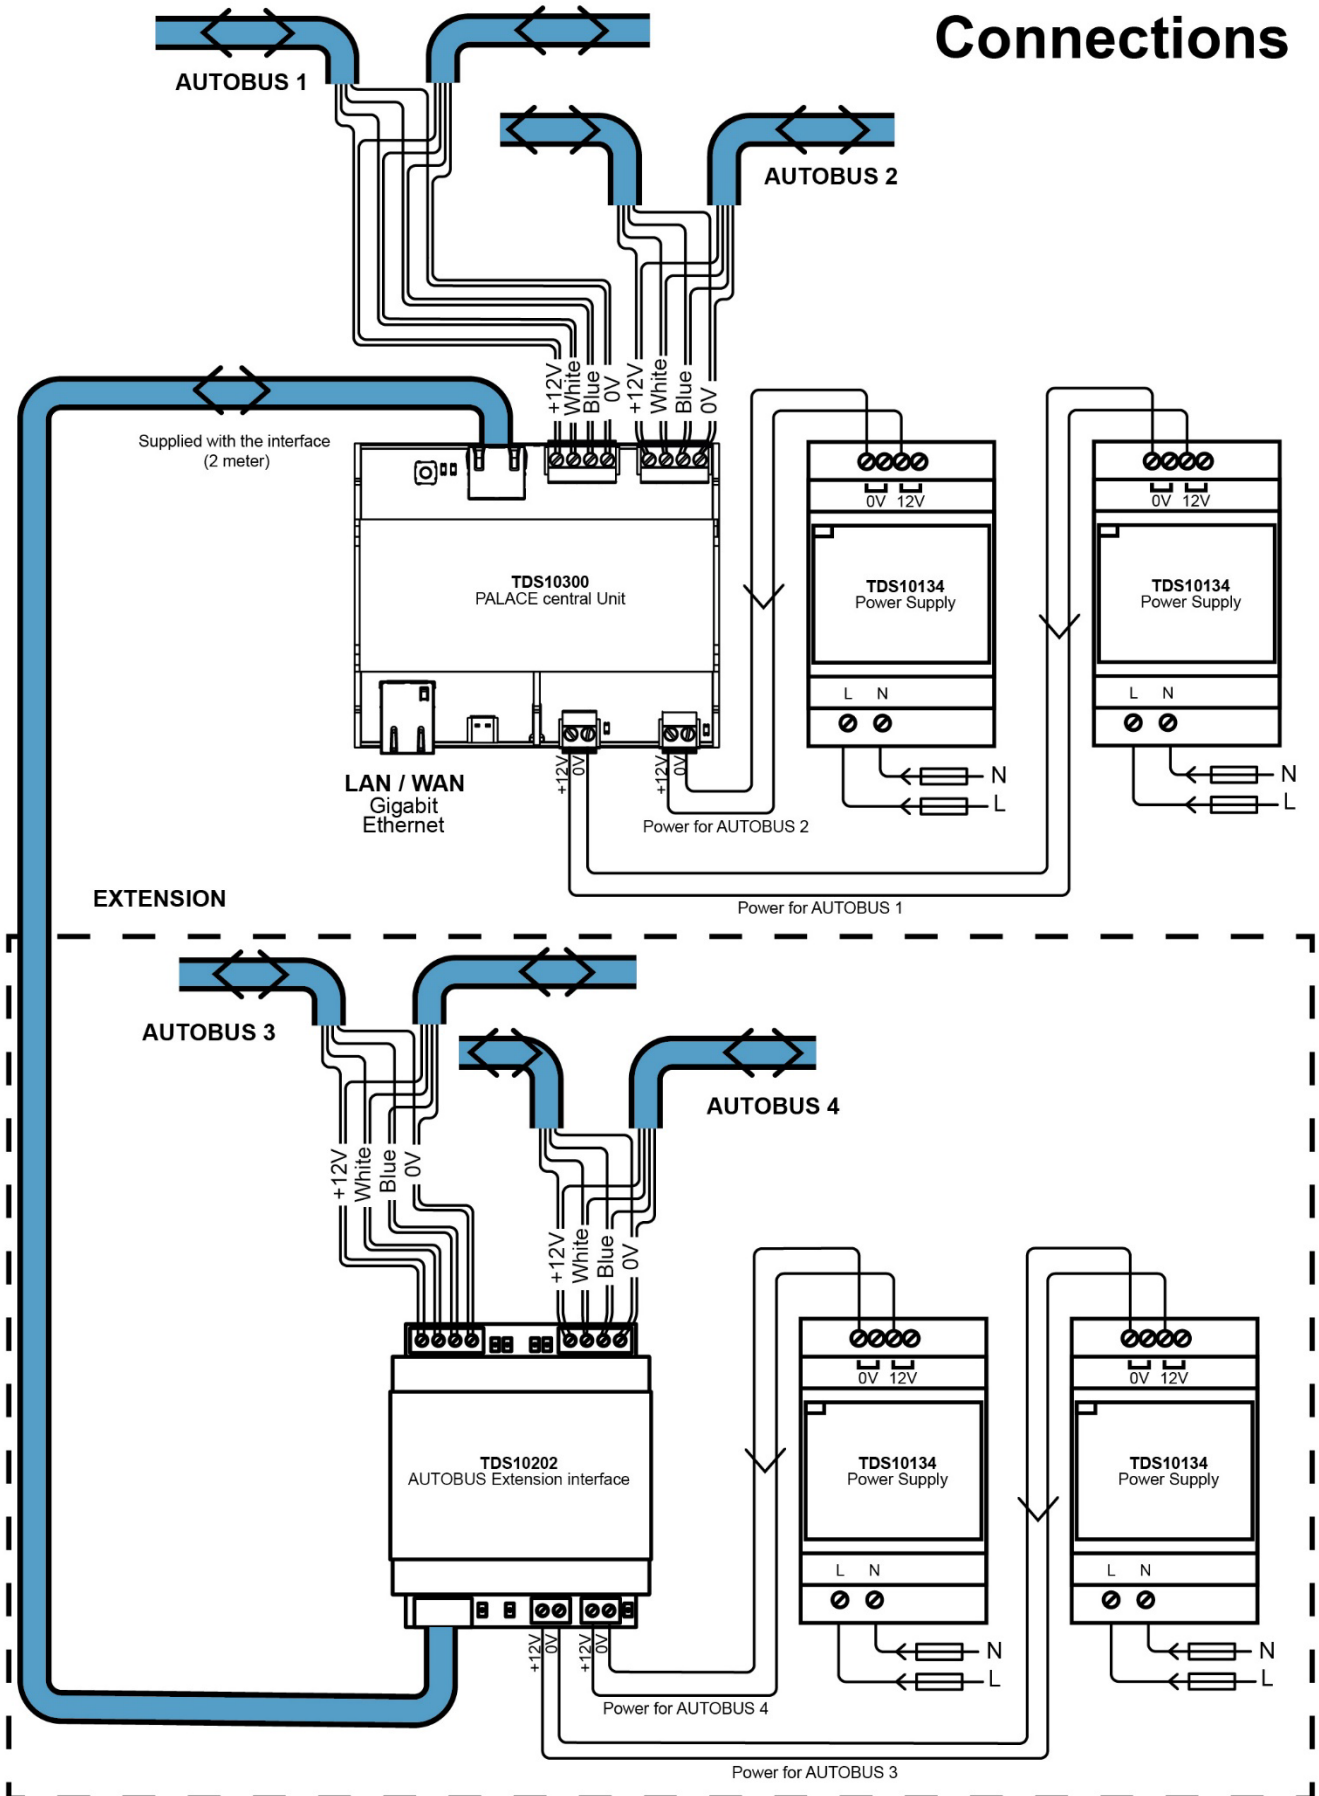 Connections
AUTOBUS 1
AUTOBUS 2
+12V
White
Blue
0V
+12V
White
Blue
0V
Supplied with the interface
(2 meter)
0V 12V
0V 12V
TDS10300
PALACE central Unit
TDS10134
Power Supply
TDS10134
Power Supply
L N
L N
+12V
0V
+12V
0V
N
L
N
L
LAN / WAN
Gigabit
Ethernet
Power for AUTOBUS 2
Power for AUTOBUS 1
EXTENSION
AUTOBUS 3
AUTOBUS 4
+12V
White
Blue
0V
+12V
White
Blue
0V
0V 12V
0V 12V
TDS10202
AUTOBUS Extension interface
TDS10134
Power Supply
TDS10134
Power Supply
L N
L N
+12V
0V
+12V
0V
N
L
N
L
Power for AUTOBUS 4
Power for AUTOBUS 3